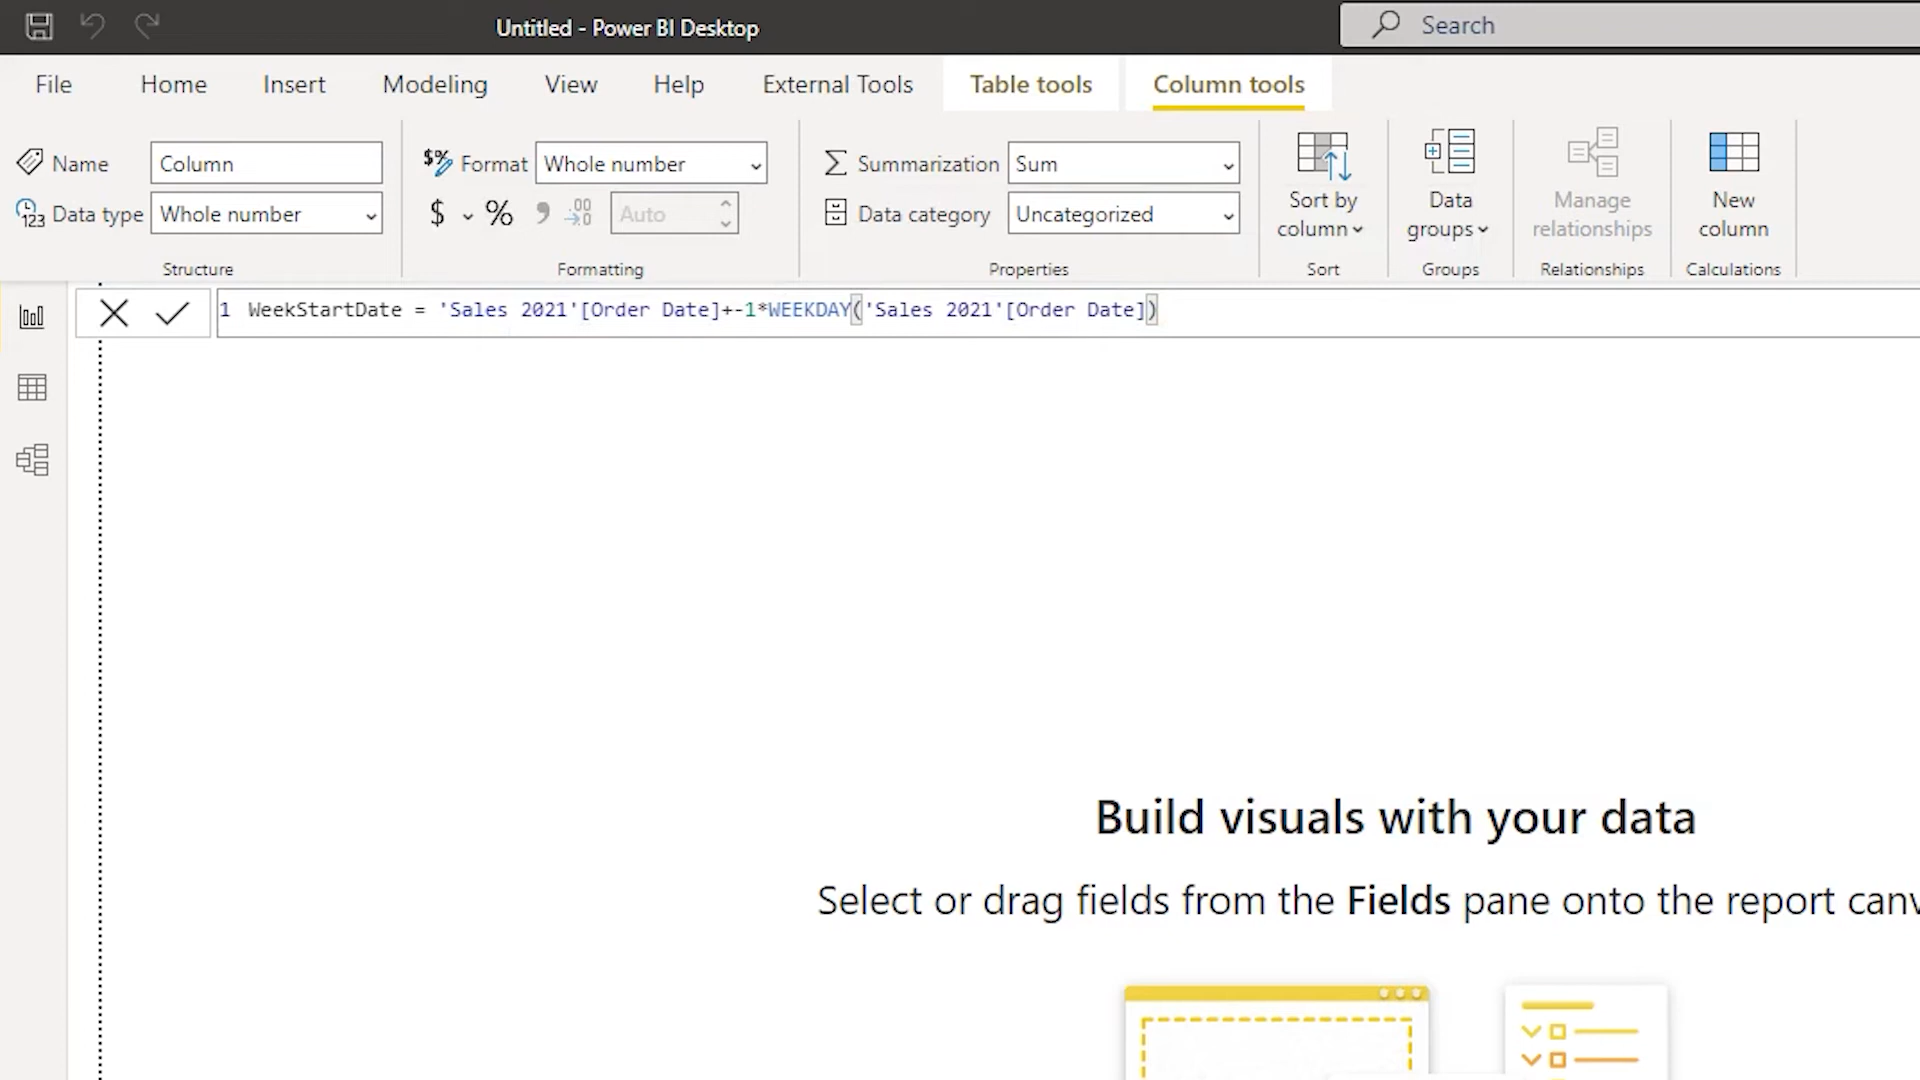 Untitled - Power BI Desktop
Search
File Home Insert Modeling View Help External Tools Table tools Column tools
Name Column
Data type Whole number
Structure
Format Whole number
$ % Auto
Formatting
Summarization Sum
Data category Uncategorized
Properties
Sort by
column
Sort
Data
groups
Groups
Manage
relationships
Relationships
New
column
Calculations
1 WeekStartDate = 'Sales 2021'[Order Date]+-1*WEEKDAY('Sales 2021'[Order Date])
Build visuals with your data
Select or drag fields from the Fields pane onto the report